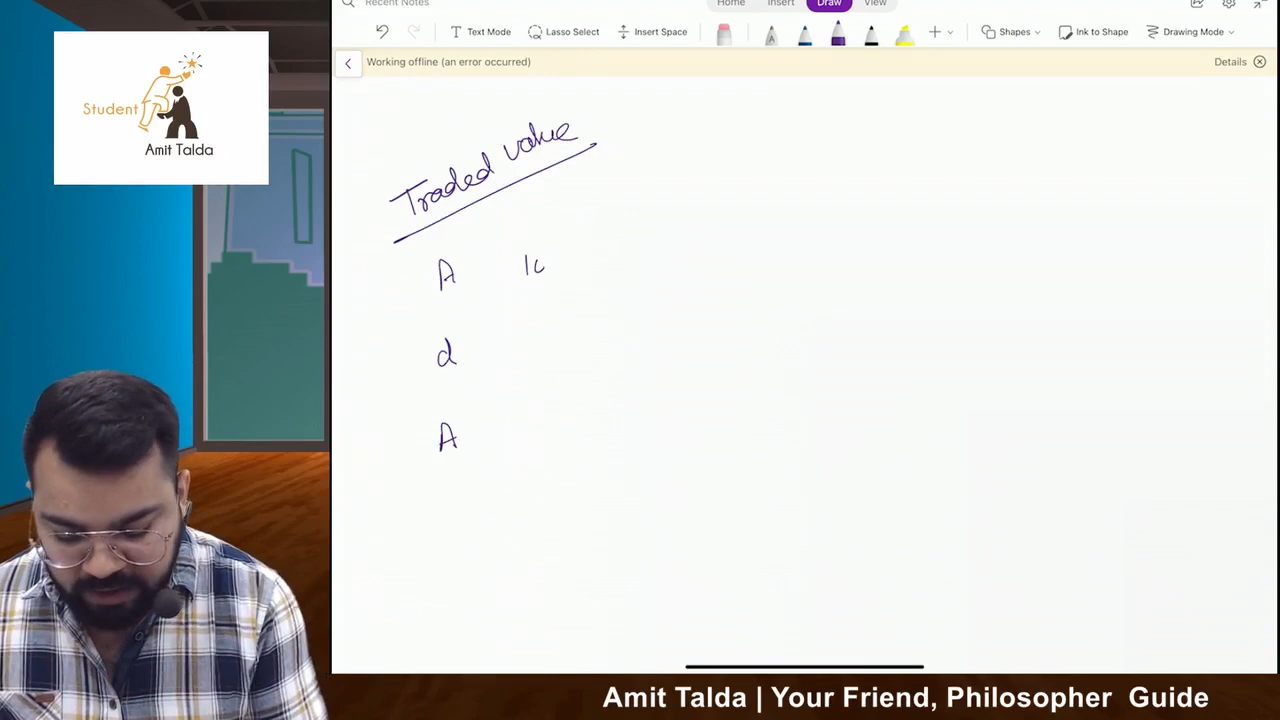 Recent Notes
Home Insert Draw View
Text Mode Lasso Select Insert Space Shapes Ink to Shape Drawing Mode
Working offline (an error occurred) Details
Student
Amit Talda
Traded value
A
d
A
Amit Talda | Your Friend, Philosopher Guide